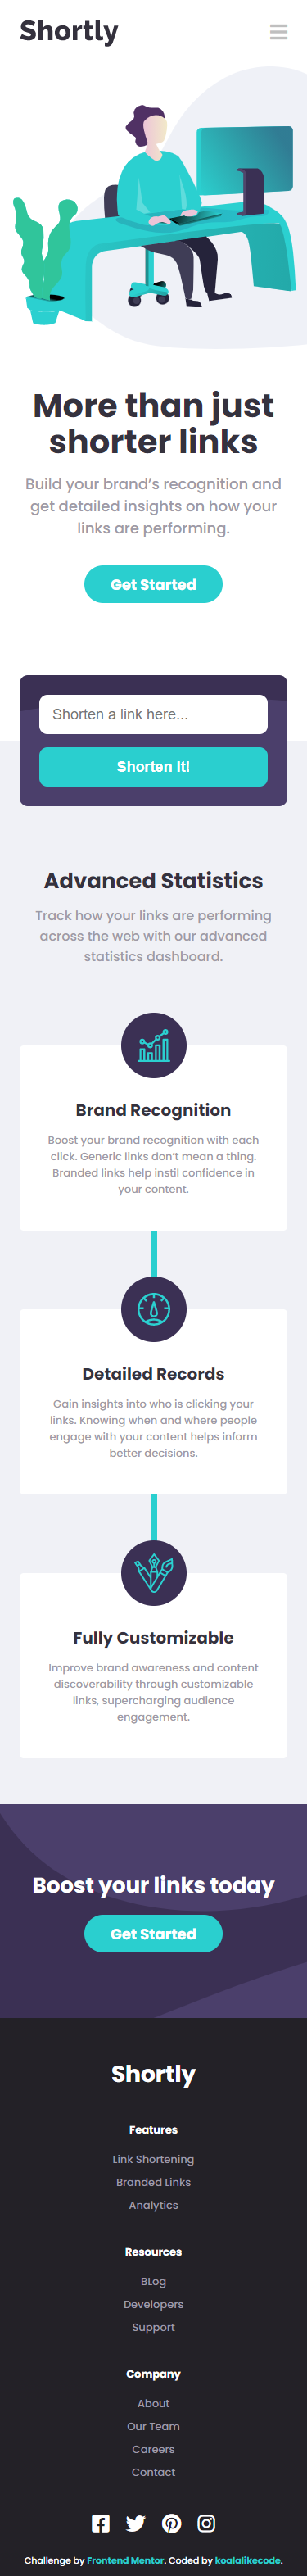 Shortly
More than just
shorter links
Build your brand’s recognition and
get detailed insights on how your
links are performing.
Get Started
Shorten a link here...
Shorten It!
Advanced Statistics
Track how your links are performing
across the web with our advanced
statistics dashboard.
Brand Recognition
Boost your brand recognition with each
click. Generic links don’t mean a thing.
Branded links help instil confidence in
your content.
Detailed Records
Gain insights into who is clicking your
links. Knowing when and where people
engage with your content helps inform
better decisions.
Fully Customizable
Improve brand awareness and content
discoverability through customizable
links, supercharging audience
engagement.
Boost your links today
Get Started
Shortly
Features
Link Shortening
Branded Links
Analytics
Resources
BLog
Developers
Support
Company
About
Our Team
Careers
Contact
Challenge by Frontend Mentor. Coded by koalalikecode.